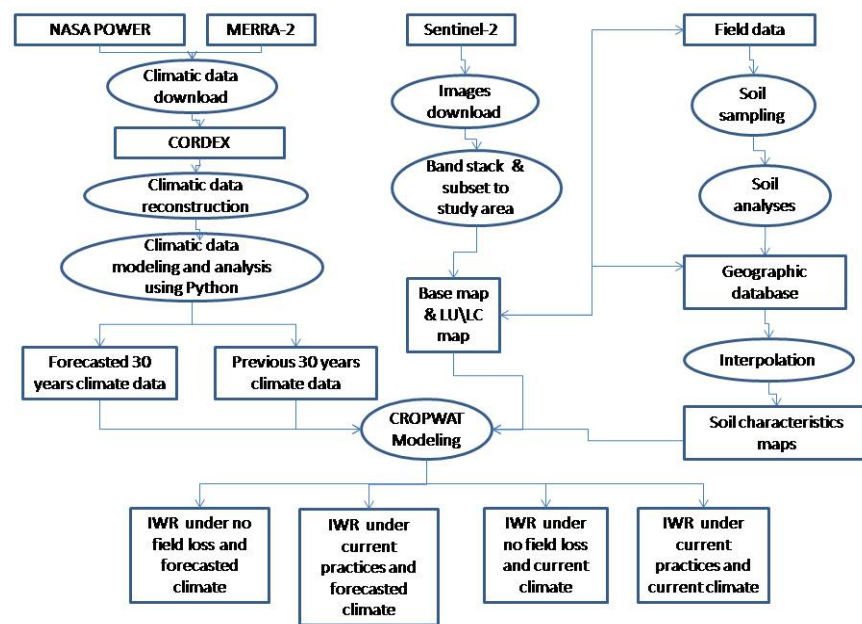 NASA POWER
MERRA-2
Sentinel-2
Field data
Climatic data
download
Images
download
Soil
sampling
CORDEX
Climatic data
reconstruction
Band stack &
subset to
study area
Soil
analyses
Climatic data
modeling and analysis
using Python
Base map
& LU\LC
map
Geographic
database
Forecasted 30
years climate data
Previous 30 years
climate data
Interpolation
CROPWAT
Modeling
Soil characteristics
maps
IWR under no
field loss and
forecasted
climate
IWR under
current
practices and
forecasted
climate
IWR under
no field loss
and current
climate
IWR under
current
practices and
current climate